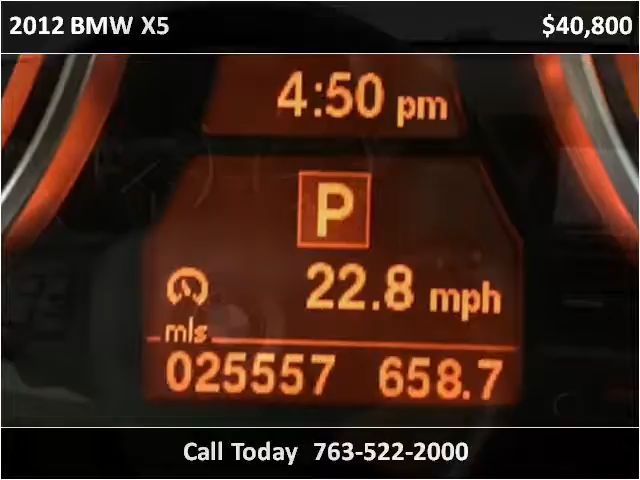 2012 BMW X5 $40,800
4:50 pm
P
22.8 mph
mls
025557 658.7
Call Today 763-522-2000